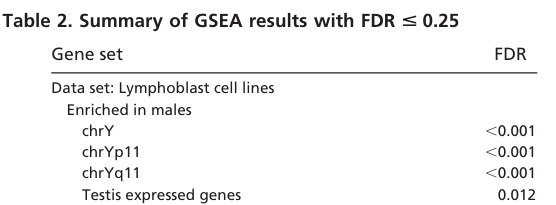 Table 2. Summary of GSEA results with FDR ≤ 0.25
Gene set FDR
Data set: Lymphoblast cell lines
Enriched in males
chrY <0.001
chrYp11 <0.001
chrYq11 <0.001
Testis expressed genes 0.012